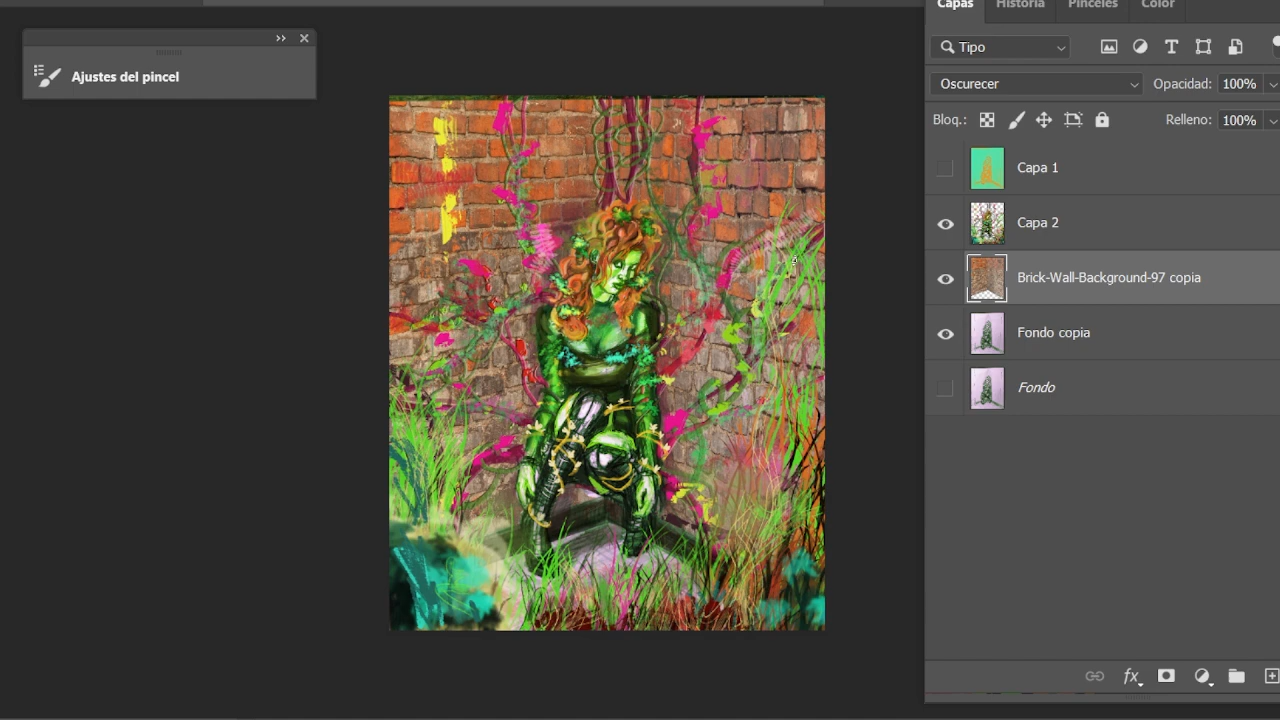 Capas Historia Pinceles Color
Ajustes del pincel
Tipo
Oscurecer Opacidad: 100%
Bloq.: Relleno: 100%
Capa 1
Capa 2
Brick-Wall-Background-97 copia
Fondo copia
Fondo
fx